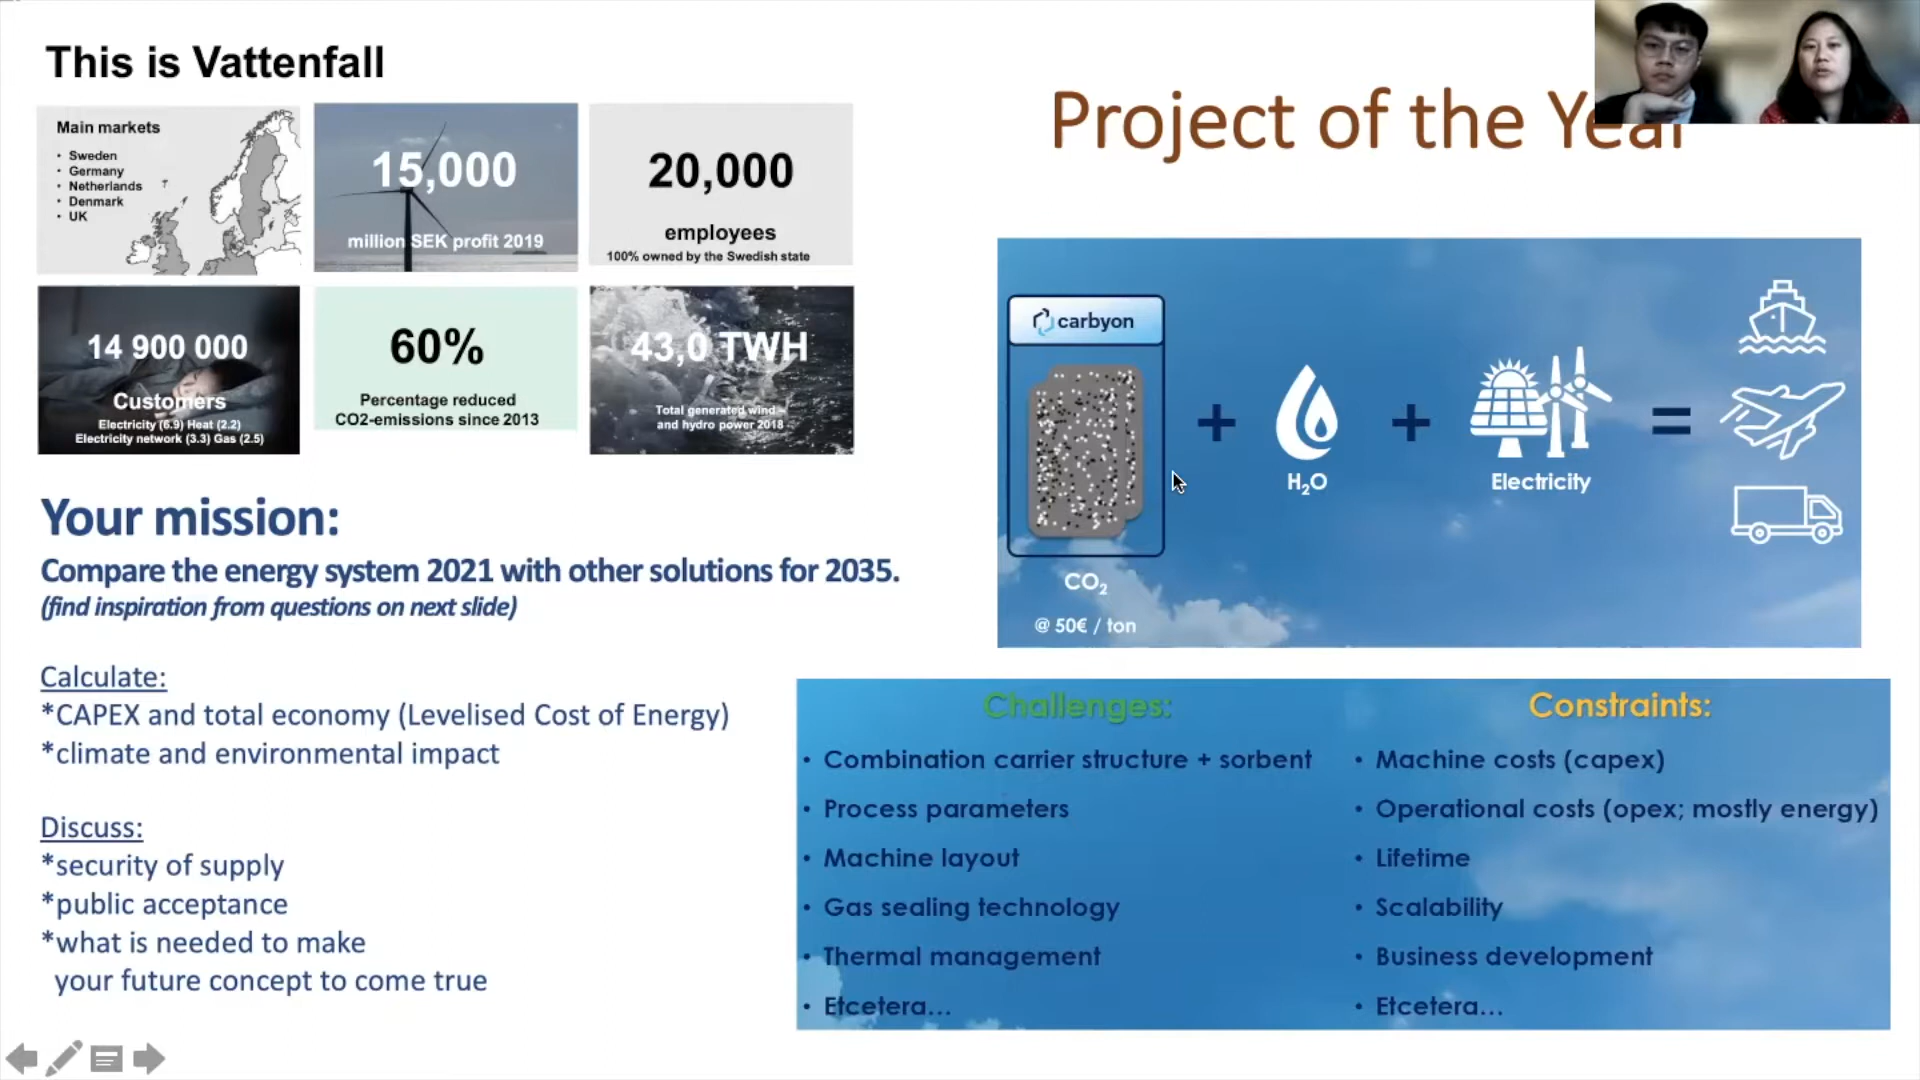 This is Vattenfall
Main markets
• Sweden
• Germany
• Netherlands
• Denmark
• UK
15,000
million SEK profit 2019
20,000
employees
100% owned by the Swedish state
14 900 000
Customers
Electricity (6.9) Heat (2.2)
Electricity network (3.3) Gas (2.5)
60%
Percentage reduced
CO2-emissions since 2013
43,0 TWH
Total generated wind –
and hydro power 2018
Your mission:
Compare the energy system 2021 with other solutions for 2035.
(find inspiration from questions on next slide)
Calculate:
*CAPEX and total economy (Levelised Cost of Energy)
*climate and environmental impact
Discuss:
*security of supply
*public acceptance
*what is needed to make
your future concept to come true
Project of the Year
carbyon
+
H₂O
+
Electricity
=
CO₂
@ 50€ / ton
Challenges:
• Combination carrier structure + sorbent
• Process parameters
• Machine layout
• Gas sealing technology
• Thermal management
• Etcetera...
Constraints:
• Machine costs (capex)
• Operational costs (opex; mostly energy)
• Lifetime
• Scalability
• Business development
• Etcetera...